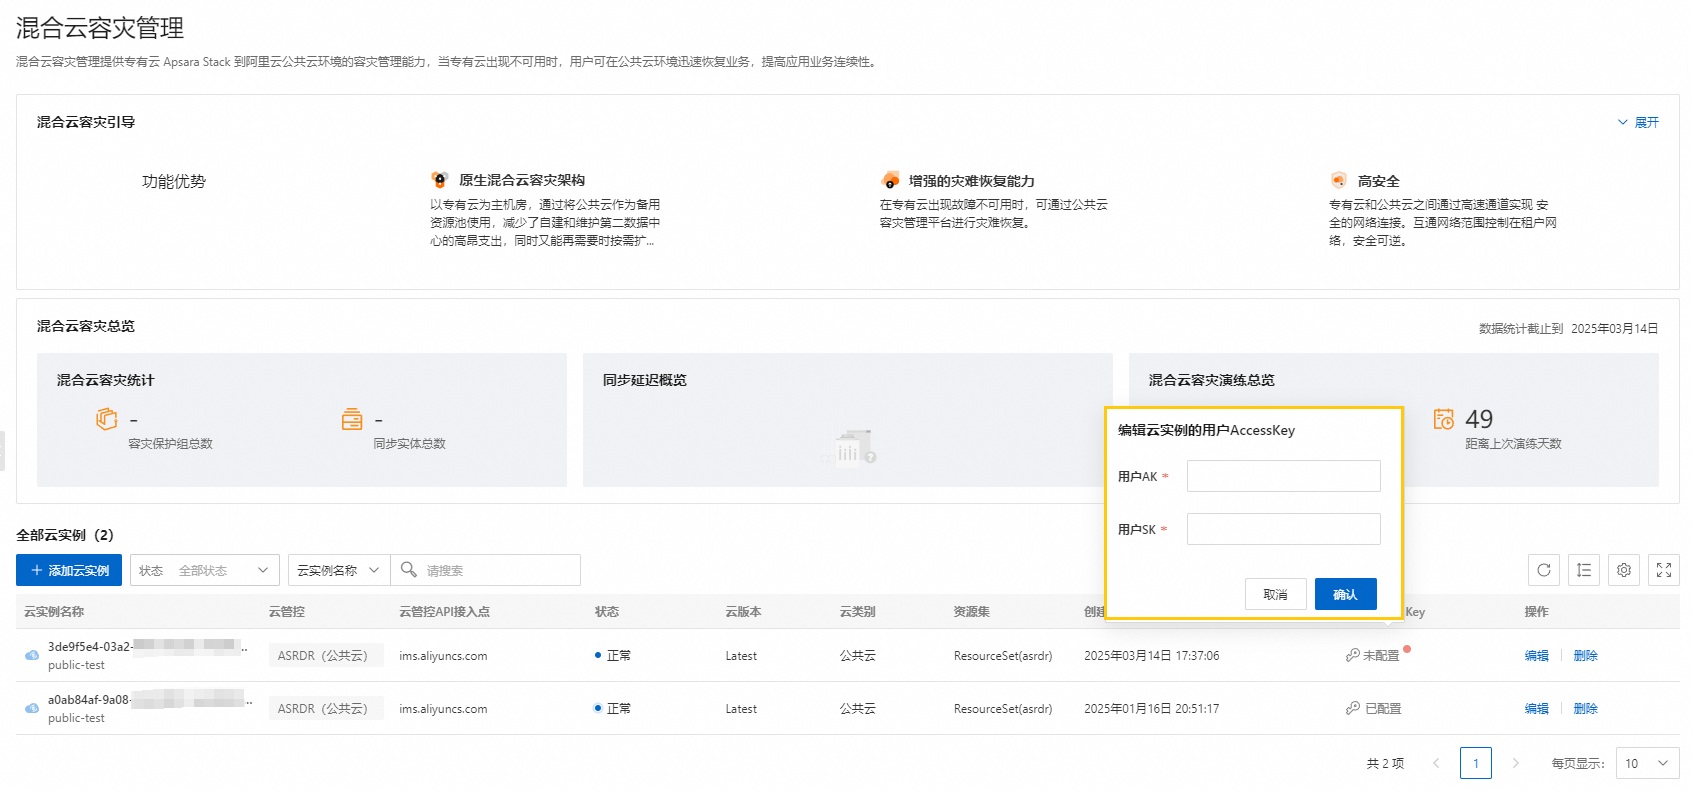 混合云容灾管理
混合云容灾管理提供专有云 Apsara Stack 到阿里云公共云环境的容灾管理能力，当专有云出现不可用时，用户可在公共云环境迅速恢复业务，提高应用业务连续性。
混合云容灾引导
展开
功能优势
原生混合云容灾架构
以专有云为主机房，通过将公共云作为备用
资源池使用，减少了自建和维护第二数据中
心的高昂支出，同时又能再需要时按需扩...
增强的灾难恢复能力
在专有云出现故障不可用时，可通过公共云
容灾管理平台进行灾难恢复。
高安全
专有云和公共云之间通过高速通道实现 安
全的网络连接。互通网络范围控制在租户网
络，安全可逆。
混合云容灾总览
数据统计截止到 2025年03月14日
混合云容灾统计
-
容灾保护组总数
-
同步实体总数
同步延迟概览
混合云容灾演练总览
49
距离上次演练天数
编辑云实例的用户AccessKey
用户AK *
用户SK *
取消
确认
全部云实例（2）
添加云实例
状态 全部状态
云实例名称
请搜索
云实例名称 云管控 云管控API接入点 状态 云版本 云类别 资源集 创建 Key 操作
3de9f5e4-03a2- ..
public-test
ASRDR（公共云） ims.aliyuncs.com 正常 Latest 公共云 ResourceSet(asrdr) 2025年03月14日 17:37:06 未配置 编辑 删除
a0ab84af-9a08- ...
public-test
ASRDR（公共云） ims.aliyuncs.com 正常 Latest 公共云 ResourceSet(asrdr) 2025年01月16日 20:51:17 已配置 编辑 删除
共 2 项 1 每页显示： 10